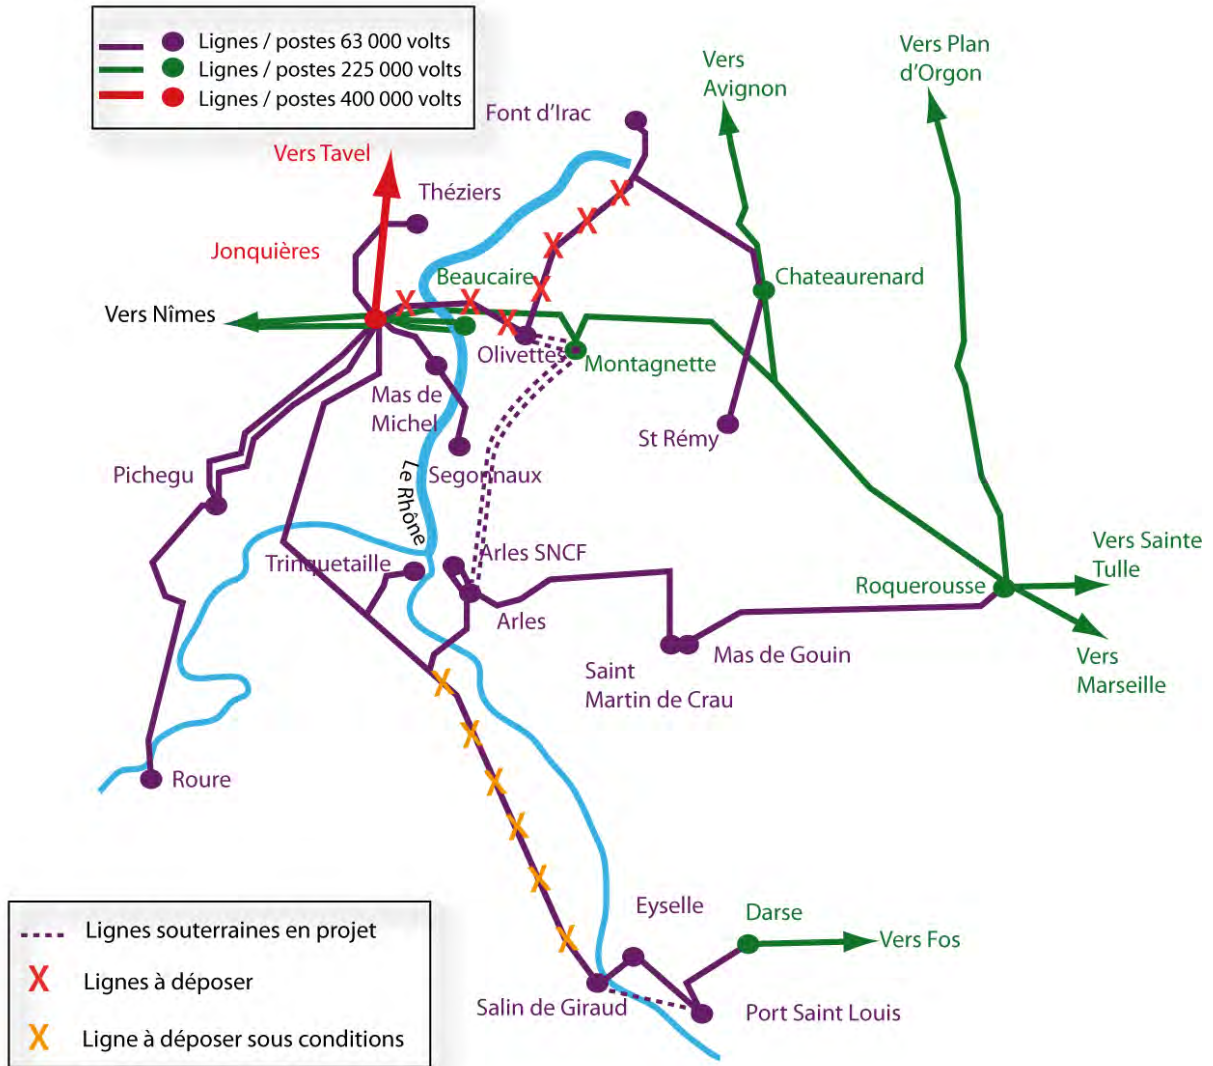 Lignes / postes 63 000 volts
Lignes / postes 225 000 volts
Lignes / postes 400 000 volts
Vers
Avignon
Vers Plan
d'Orgon
Font d'Irac
Vers Tavel
Théziers
Jonquières
Beaucaire
Chateaurenard
Vers Nîmes
Olivettes
Montagnette
Mas de
Michel
St Rémy
Pichegu
Segonnaux
Le Rhône
Trinquetaille
Arles SNCF
Vers Sainte
Tulle
Roquerousse
Arles
Mas de Gouin
Saint
Martin de Crau
Vers
Marseille
Roure
Eyselle
Darse
Vers Fos
Salin de Giraud
Port Saint Louis
Lignes souterraines en projet
X Lignes à déposer
X Ligne à déposer sous conditions